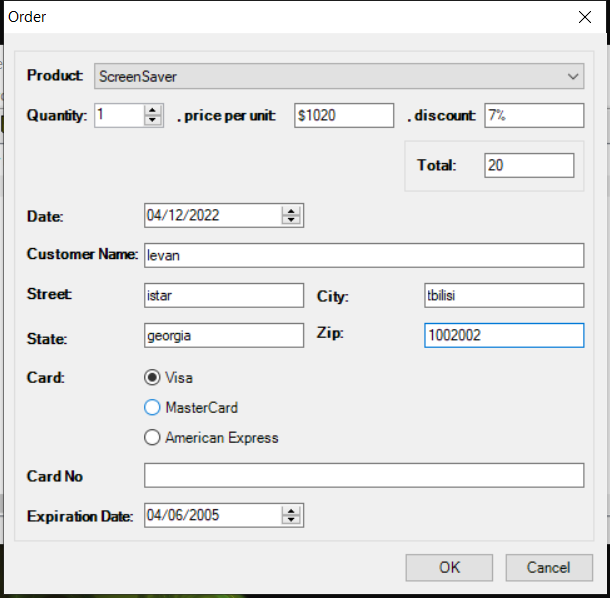 Order
Product: ScreenSaver
Quantity: 1 , price per unit: $1020 , discount: 7%
Total: 20
Date: 04/12/2022
Customer Name: levan
Street: istar City: tbilisi
State: georgia Zip: 1002002
Card: Visa
MasterCard
American Express
Card No
Expiration Date: 04/06/2005
OK Cancel